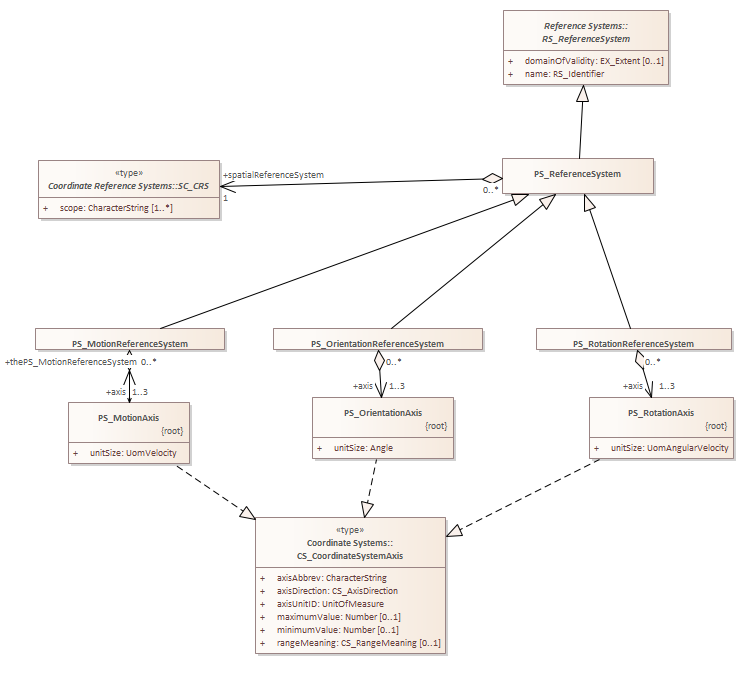 Reference Systems::
RS_ReferenceSystem
+ domainOfValidity: EX_Extent [0..1]
+ name: RS_Identifier
«type»
Coordinate Reference Systems::SC_CRS
+ scope: CharacterString [1..*]
+spatialReferenceSystem
1
0..*
PS_ReferenceSystem
PS_MotionReferenceSystem
PS_OrientationReferenceSystem
PS_RotationReferenceSystem
+thePS_MotionReferenceSystem 0..*
0..*
0..*
+axis 1..3
+axis 1..3
+axis 1..3
PS_MotionAxis
{root}
+ unitSize: UomVelocity
PS_OrientationAxis
{root}
+ unitSize: Angle
PS_RotationAxis
{root}
+ unitSize: UomAngularVelocity
«type»
Coordinate Systems::
CS_CoordinateSystemAxis
+ axisAbbrev: CharacterString
+ axisDirection: CS_AxisDirection
+ axisUnitID: UnitOfMeasure
+ maximumValue: Number [0..1]
+ minimumValue: Number [0..1]
+ rangeMeaning: CS_RangeMeaning [0..1]